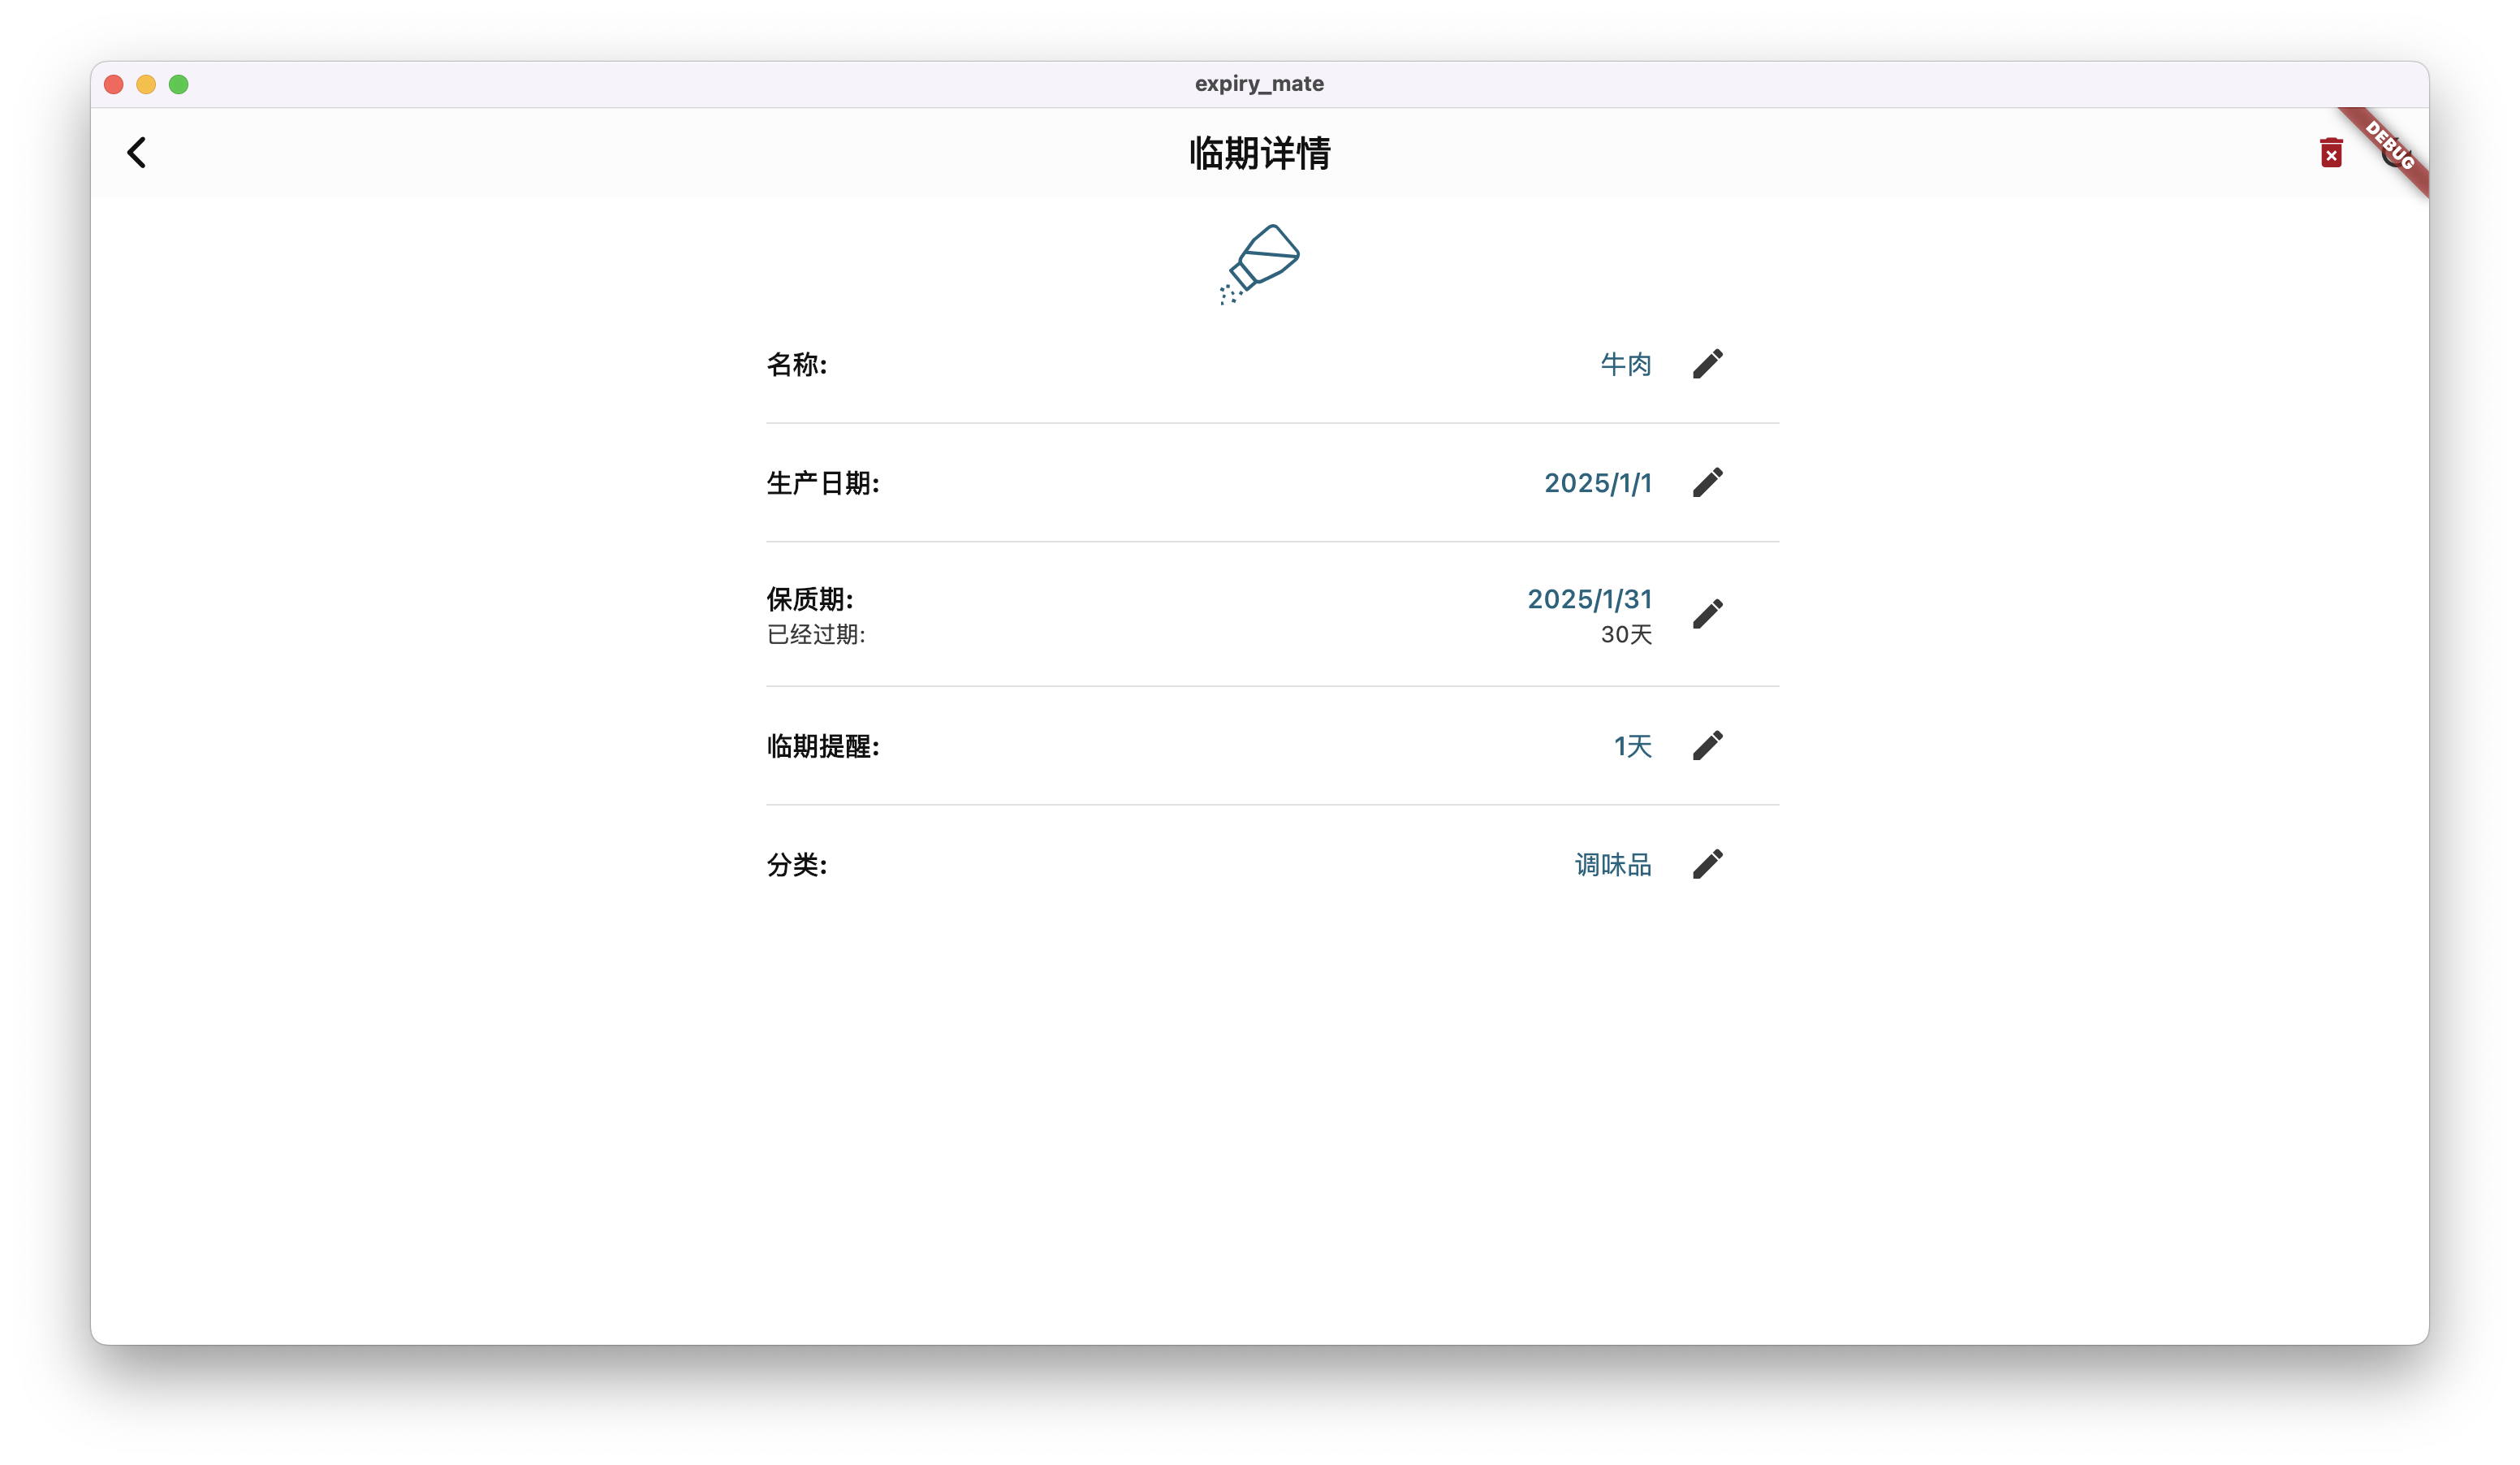 expiry_mate
临期详情
DEBUG
名称: 牛肉
生产日期: 2025/1/1
保质期: 2025/1/31
已经过期: 30天
临期提醒: 1天
分类: 调味品